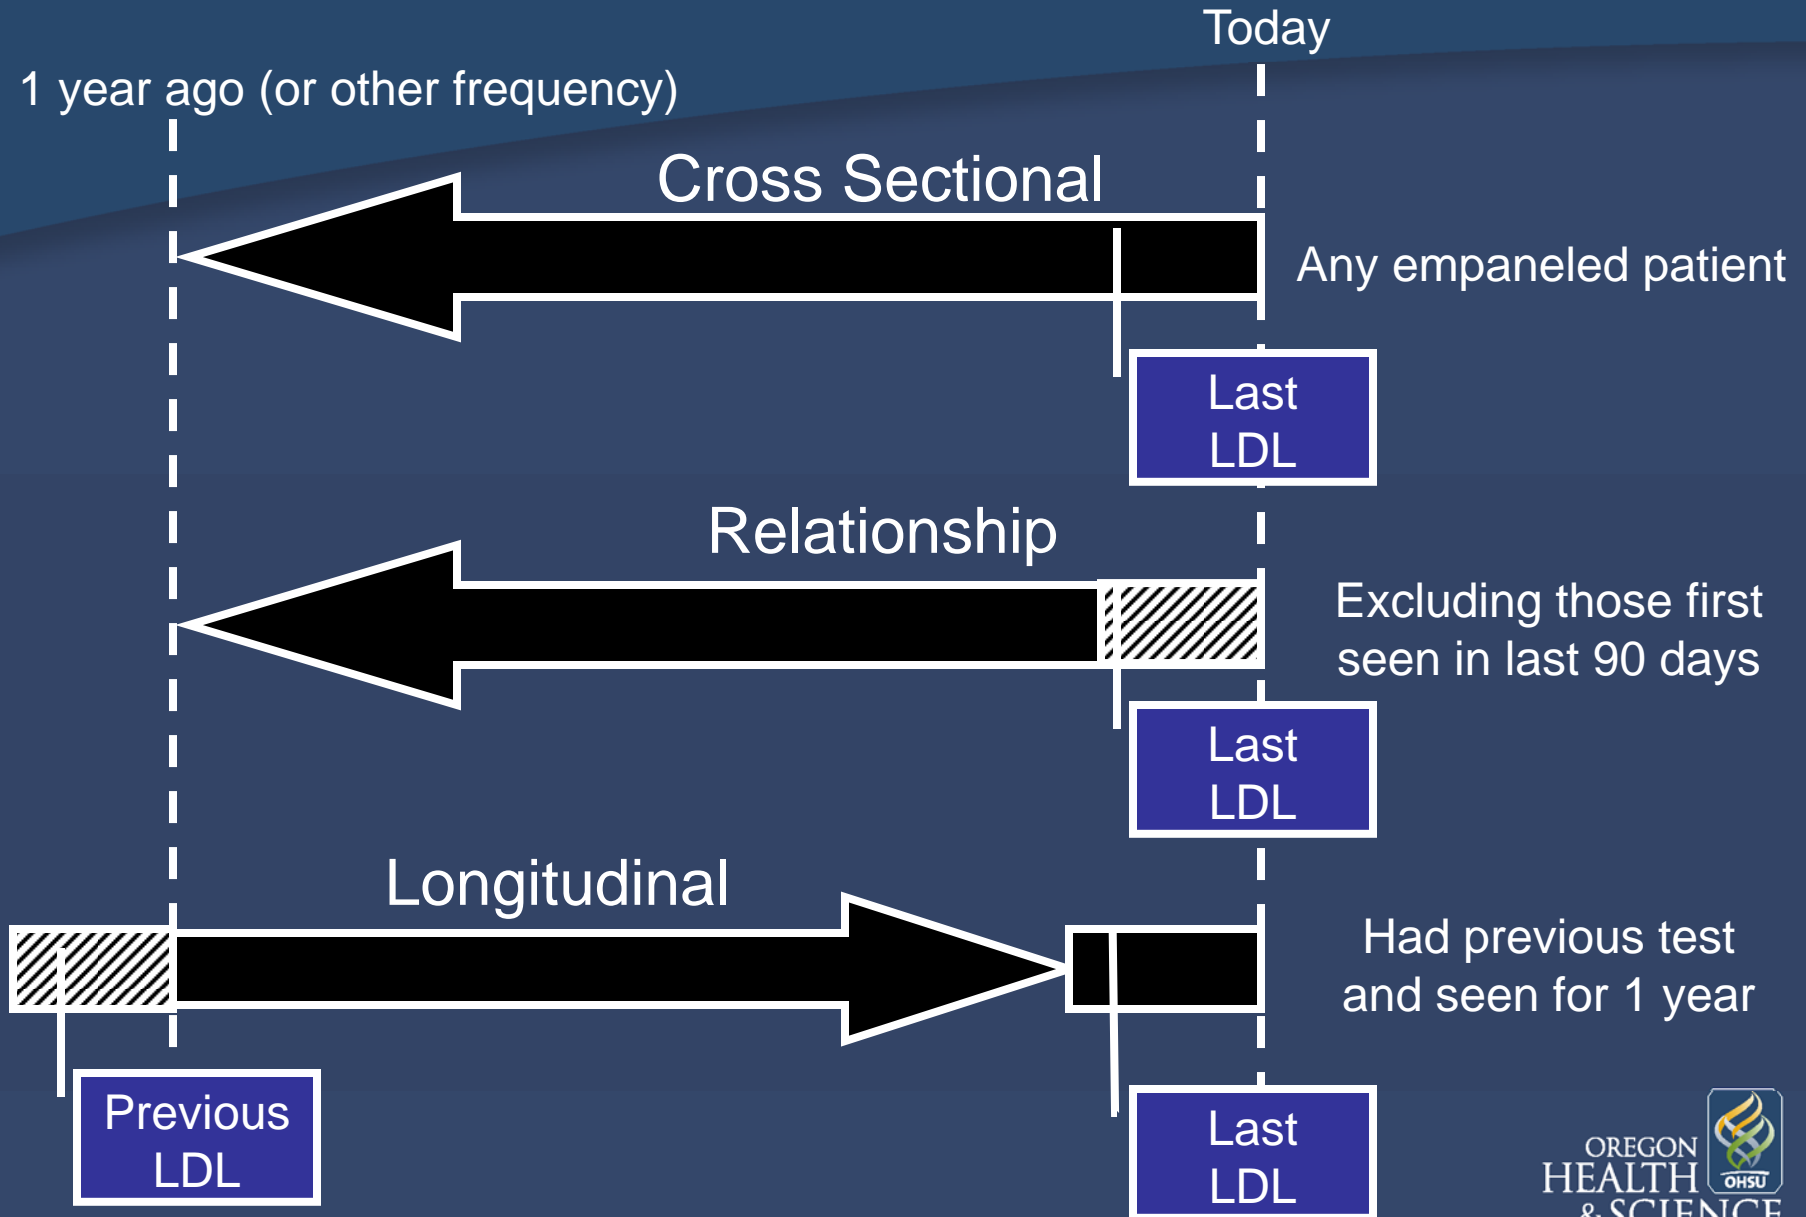 Today
1 year ago (or other frequency)
Cross Sectional
Any empaneled patient
Last
LDL
Relationship
Excluding those first
seen in last 90 days
Last
LDL
Longitudinal
Had previous test
and seen for 1 year
Previous
LDL
Last
LDL
OREGON
HEALTH
OHSU
& SCIENCE